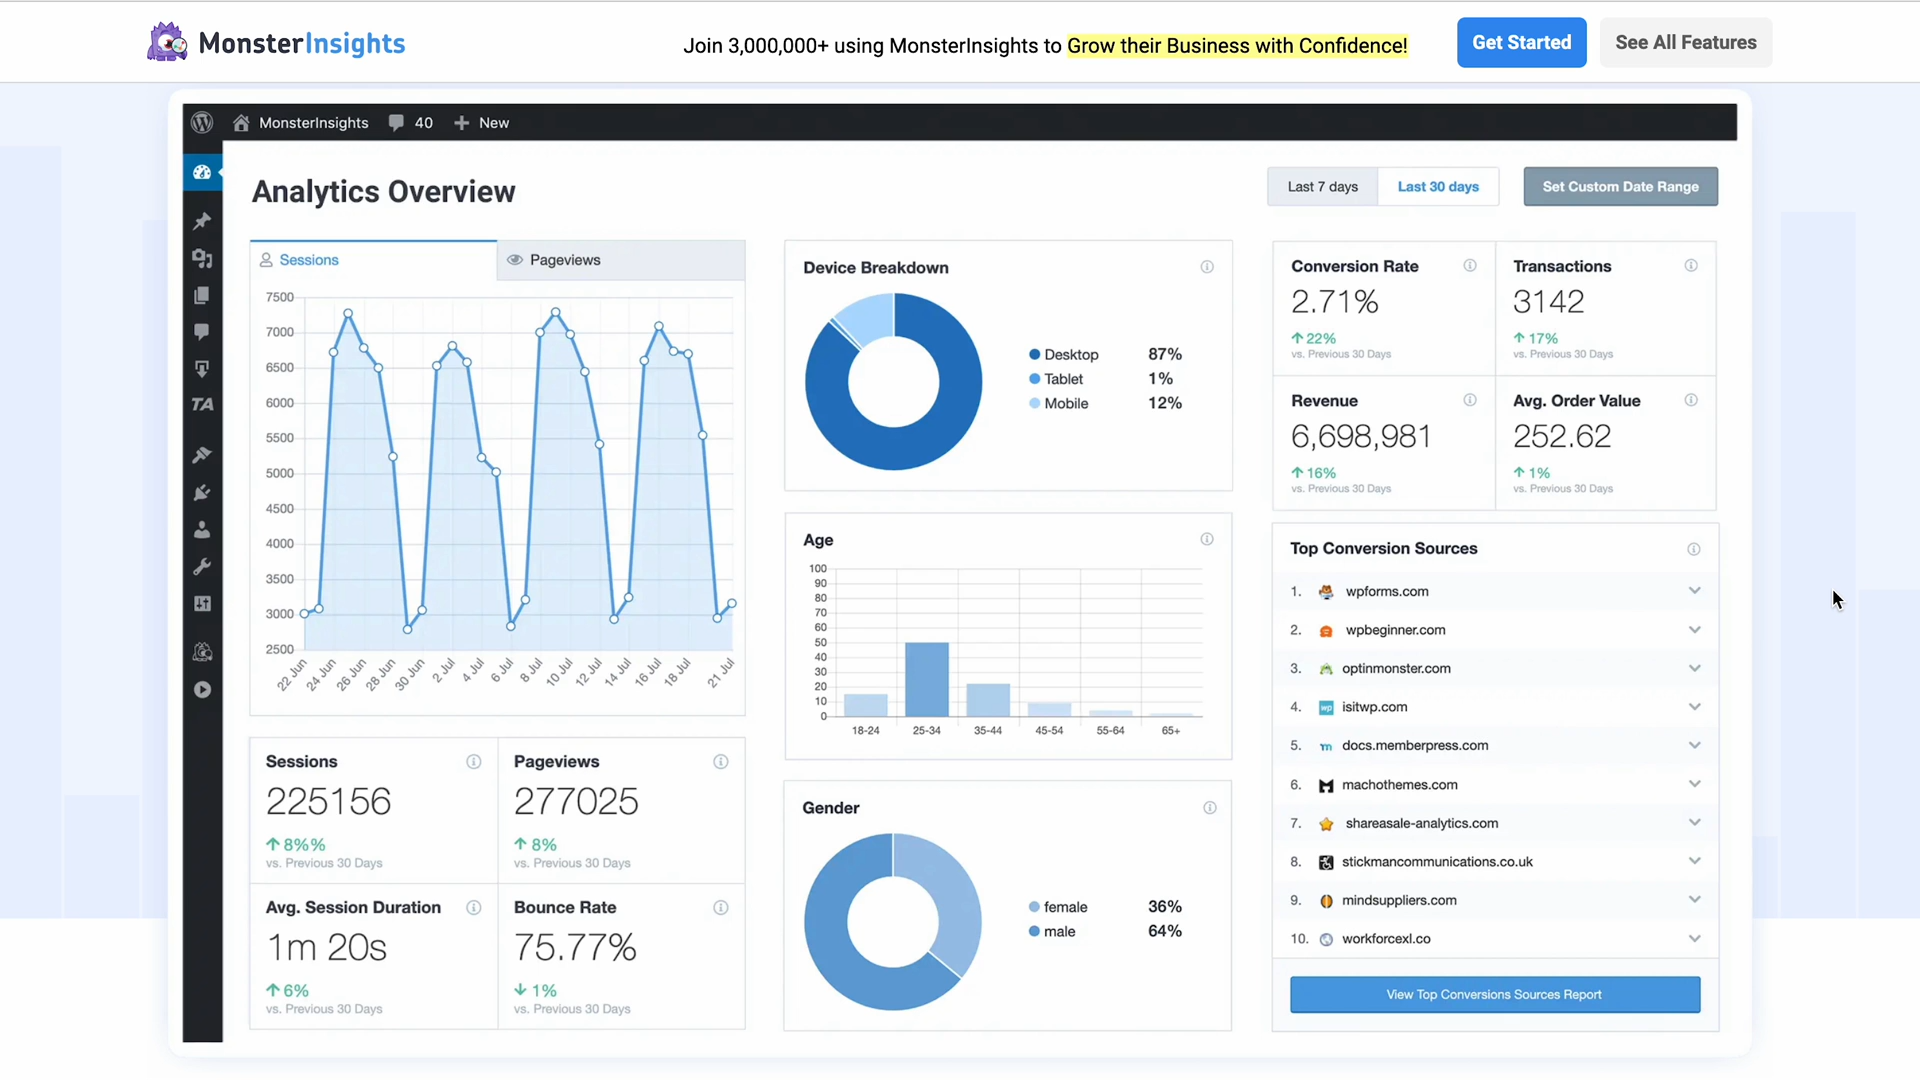 MonsterInsights
Join 3,000,000+ using MonsterInsights to Grow their Business with Confidence!
Get Started
See All Features
MonsterInsights
40
New
Analytics Overview
Last 7 days
Last 30 days
Set Custom Date Range
Sessions
Pageviews
7500
7000
6500
6000
5500
5000
4500
4000
3500
3000
2500
22 Jun
24 Jun
26 Jun
28 Jun
30 Jun
2 Jul
4 Jul
6 Jul
8 Jul
10 Jul
12 Jul
14 Jul
16 Jul
18 Jul
21 Jul
TA
Sessions
225156
8%%
vs. Previous 30 Days
Pageviews
277025
8%
vs. Previous 30 Days
Avg. Session Duration
1m 20s
6%
vs. Previous 30 Days
Bounce Rate
75.77%
1%
vs. Previous 30 Days
Device Breakdown
Desktop 87%
Tablet 1%
Mobile 12%
Age
100
90
80
70
60
50
40
30
20
10
0
18-24
25-34
35-44
45-54
55-64
65+
Gender
female 36%
male 64%
Conversion Rate
2.71%
22%
vs. Previous 30 Days
Transactions
3142
17%
vs. Previous 30 Days
Revenue
6,698,981
16%
vs. Previous 30 Days
Avg. Order Value
252.62
1%
vs. Previous 30 Days
Top Conversion Sources
1. wpforms.com
2. wpbeginner.com
3. optinmonster.com
4. wp isitwp.com
5. m docs.memberpress.com
6. machothemes.com
7. shareasale-analytics.com
8. stickmancommunications.co.uk
9. mindsuppliers.com
10. workforcexl.co
View Top Conversions Sources Report